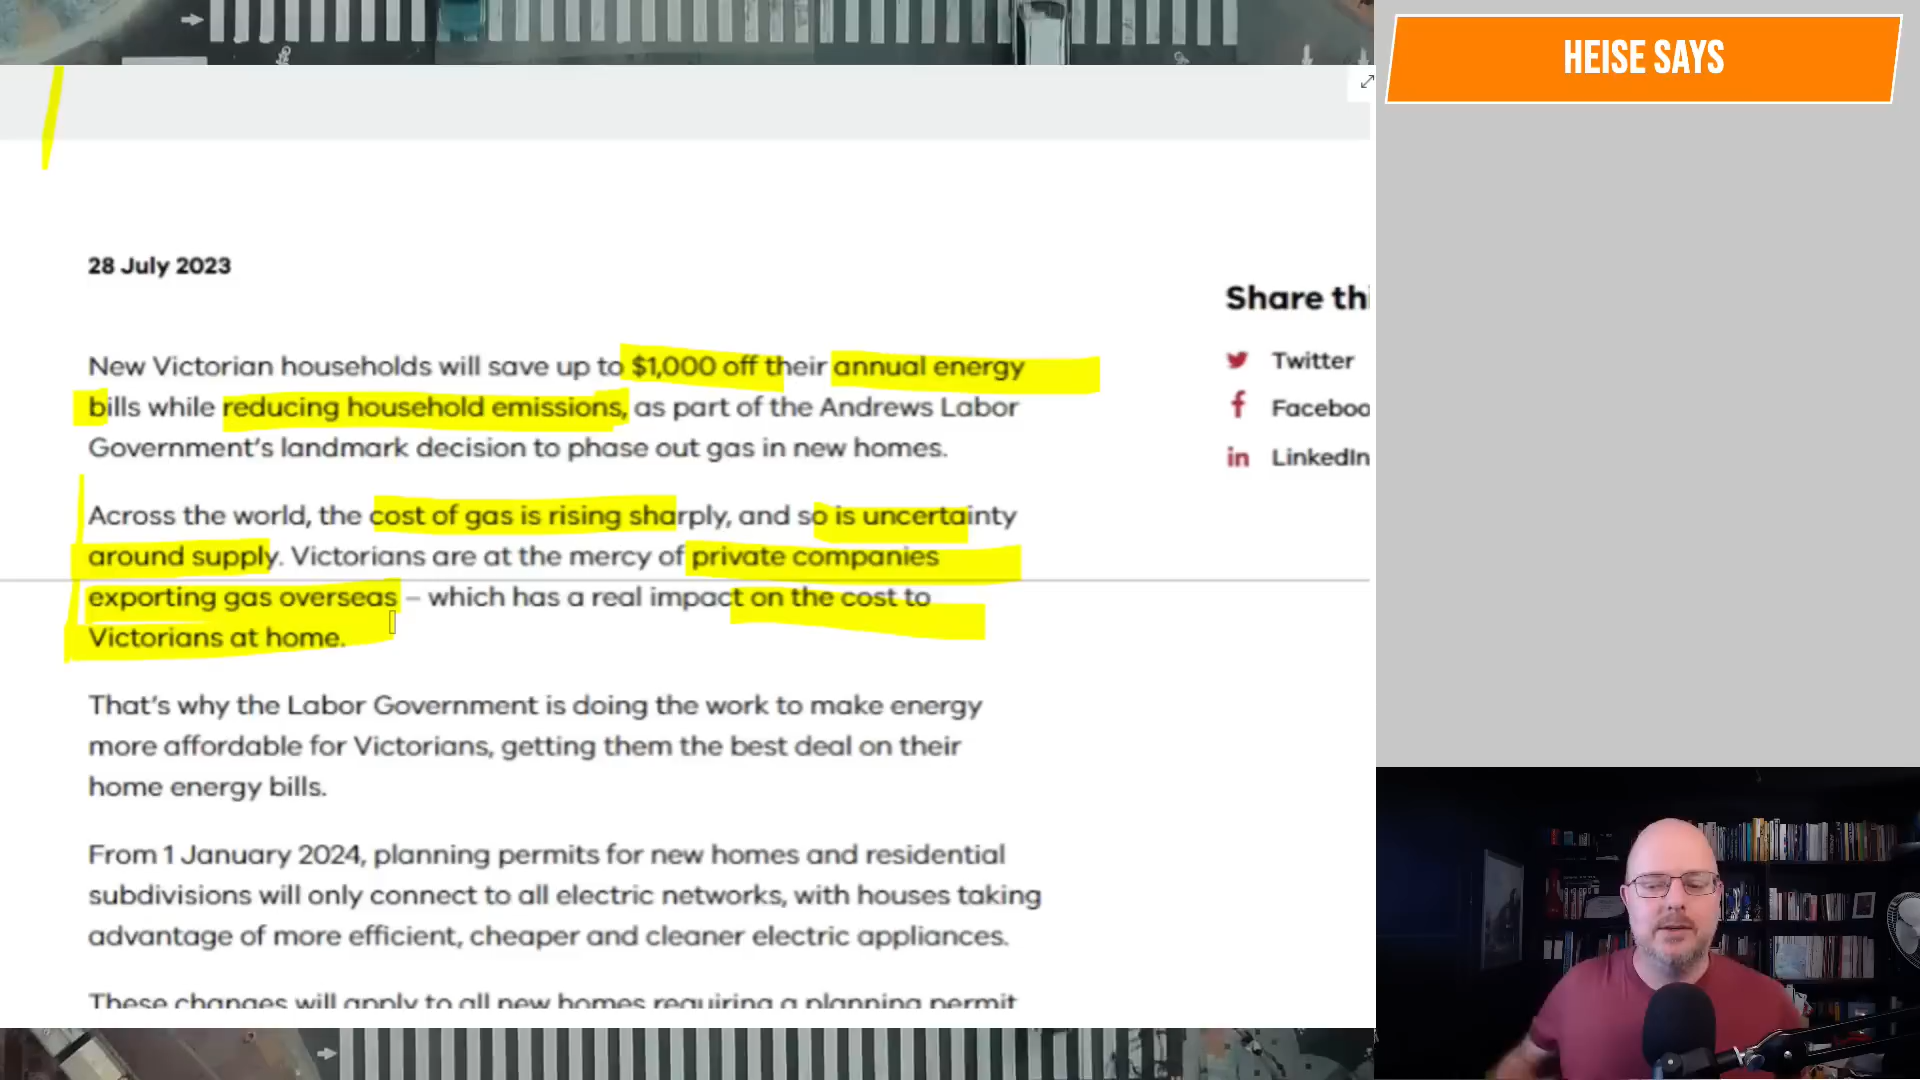 HEISE SAYS
28 July 2023
New Victorian households will save up to $1,000 off their annual energy
bills while reducing household emissions, as part of the Andrews Labor
Government's landmark decision to phase out gas in new homes.
Across the world, the cost of gas is rising sharply, and so is uncertainty
around supply. Victorians are at the mercy of private companies
exporting gas overseas – which has a real impact on the cost to
Victorians at home.
That's why the Labor Government is doing the work to make energy
more affordable for Victorians, getting them the best deal on their
home energy bills.
From 1 January 2024, planning permits for new homes and residential
subdivisions will only connect to all electric networks, with houses taking
advantage of more efficient, cheaper and cleaner electric appliances.
These changes will apply to all new homes requiring a planning permit
Share thi
Twitter
Faceboo
in LinkedIn